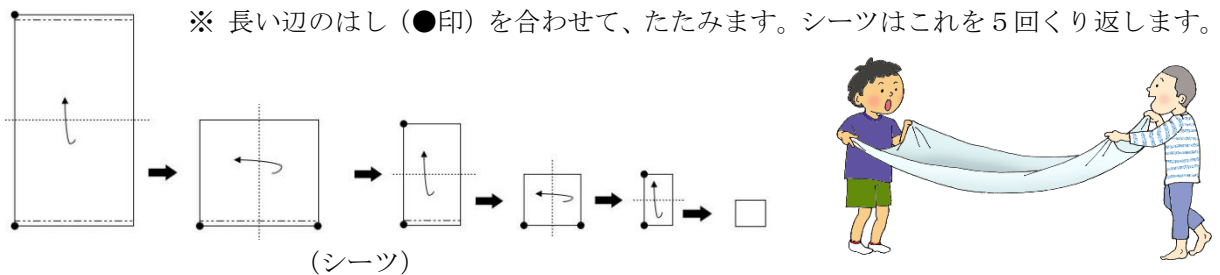 ※ 長い辺のはし（●印）を合わせて、たたみます。シーツはこれを５回くり返します。
（シーツ）